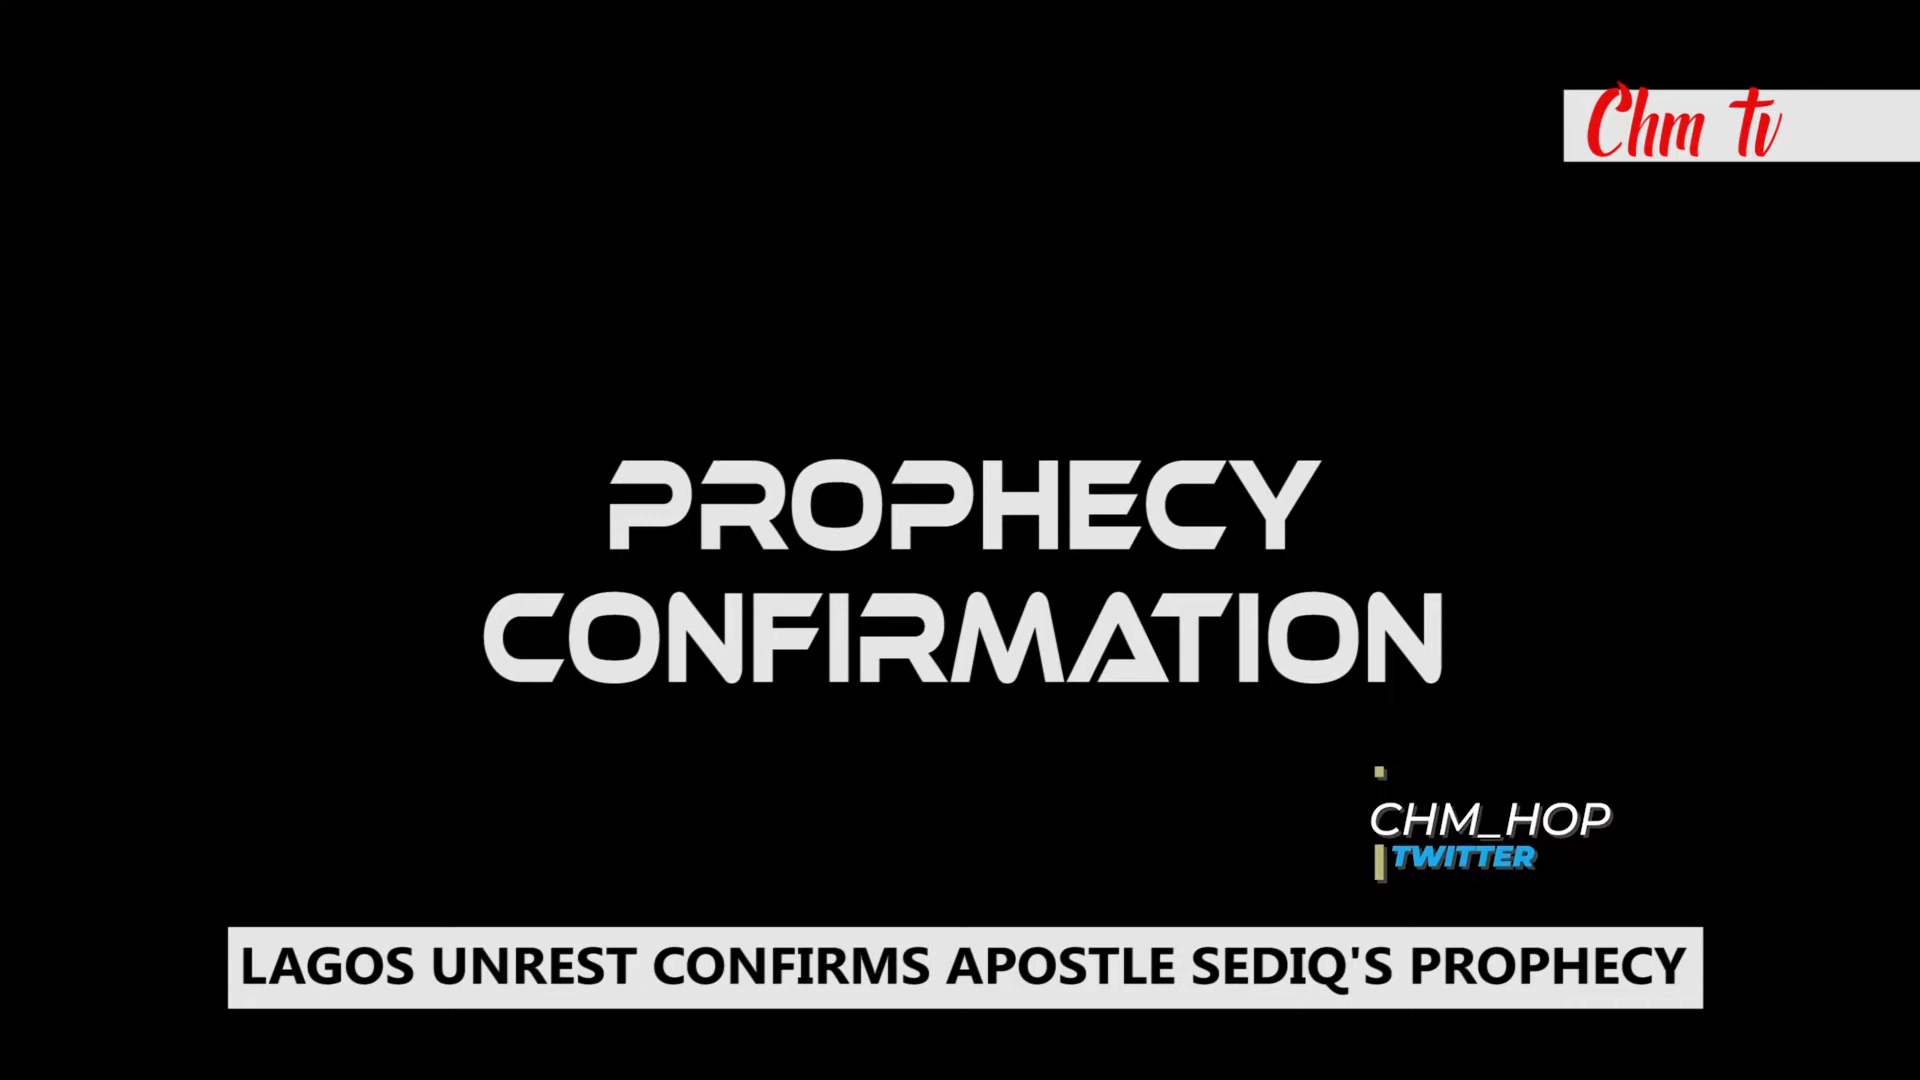 Chm Tv
PROPHECY
CONFIRMATION
CHM_HOP
TWITTER
LAGOS UNREST CONFIRMS APOSTLE SEDIQ'S PROPHECY